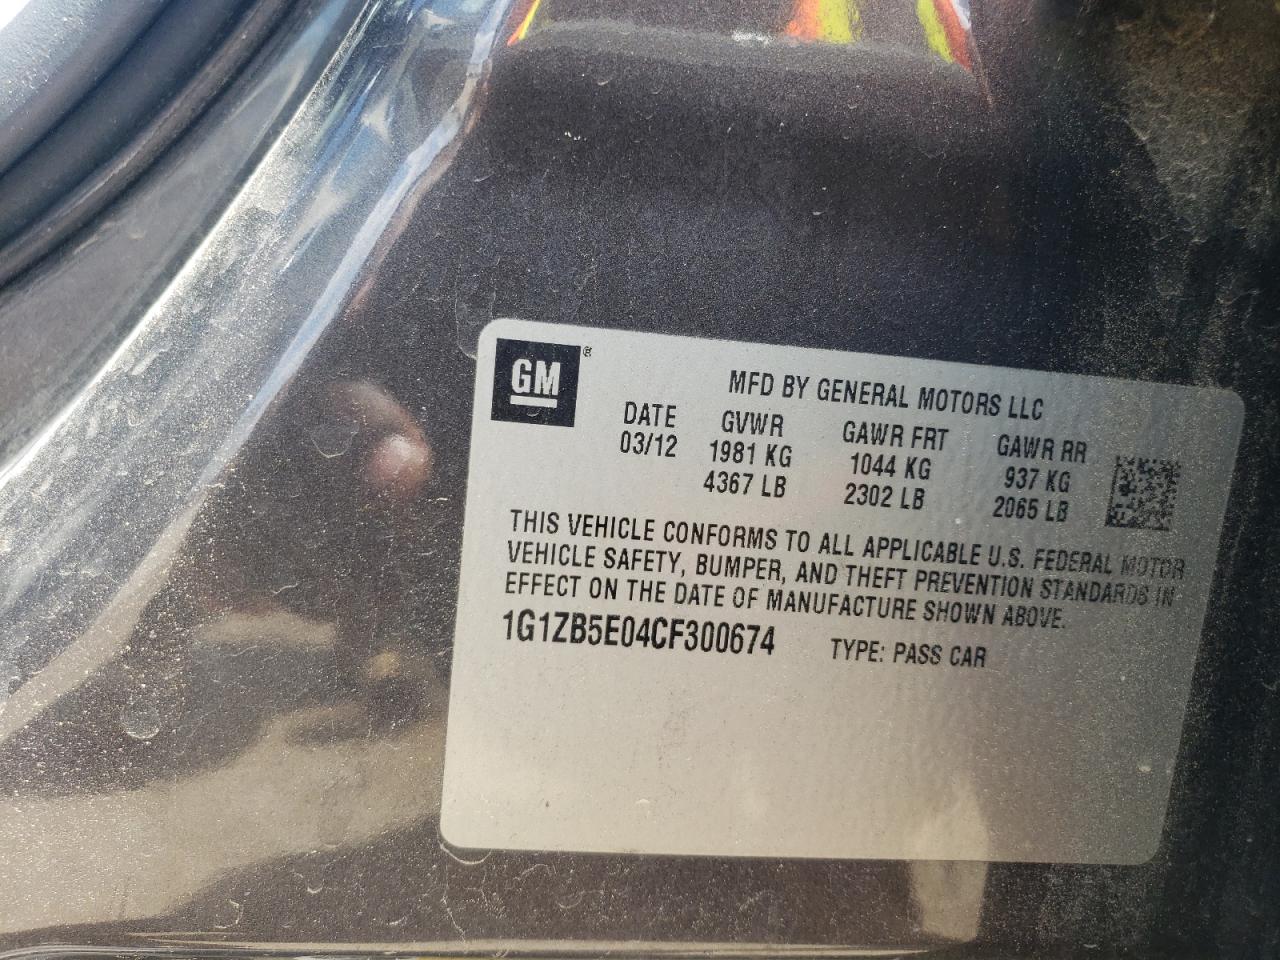 GM®
MFD BY GENERAL MOTORS LLC
DATE GVWR GAWR FRT GAWR RR
03/12 1981 KG 1044 KG 937 KG
4367 LB 2302 LB 2065 LB
THIS VEHICLE CONFORMS TO ALL APPLICABLE U.S. FEDERAL MOTOR
VEHICLE SAFETY, BUMPER, AND THEFT PREVENTION STANDARDS IN
EFFECT ON THE DATE OF MANUFACTURE SHOWN ABOVE.
1G1ZB5E04CF300674 TYPE: PASS CAR